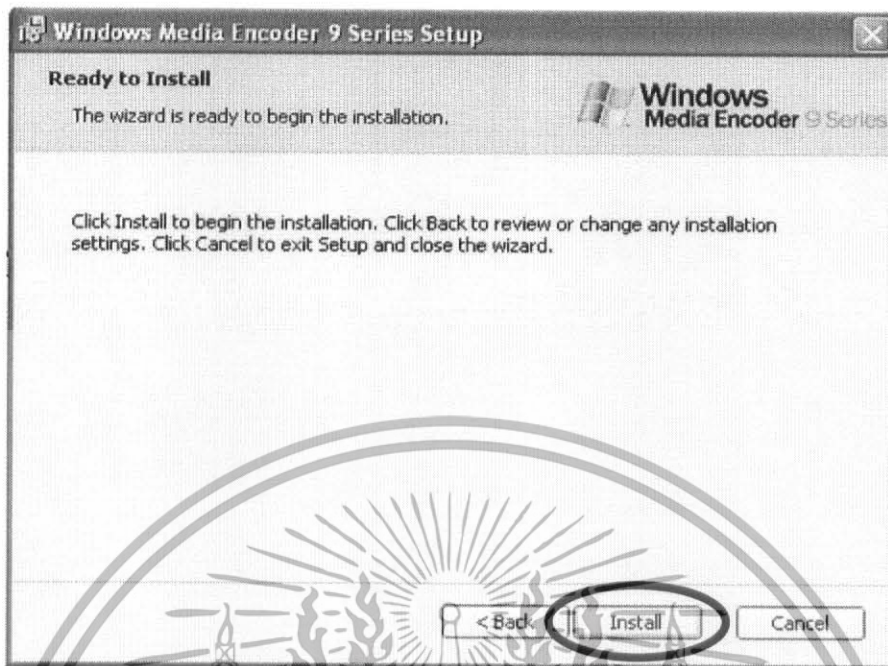 Windows Media Encoder 9 Series Setup
Ready to Install
The wizard is ready to begin the installation.
Windows
Media Encoder 9 Series
Click Install to begin the installation. Click Back to review or change any installation
settings. Click Cancel to exit Setup and close the wizard.
< Back
Install
Cancel